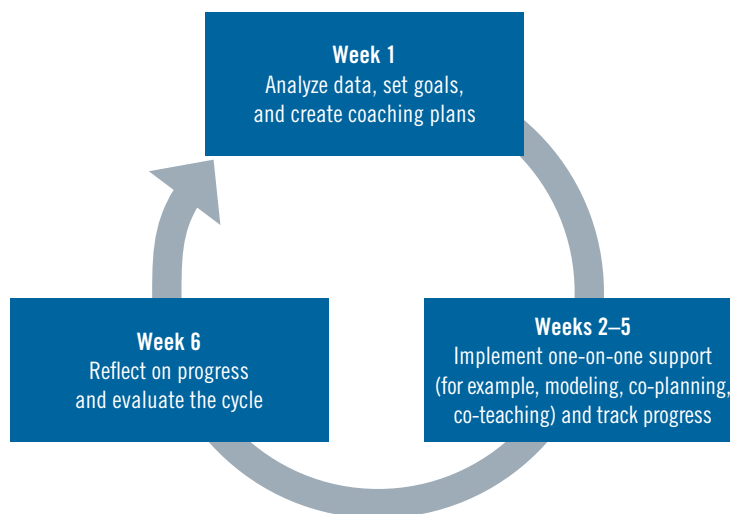 Week 1
Analyze data, set goals,
and create coaching plans
Week 6
Reflect on progress
and evaluate the cycle
Weeks 2–5
Implement one-on-one support
(for example, modeling, co-planning,
co-teaching) and track progress